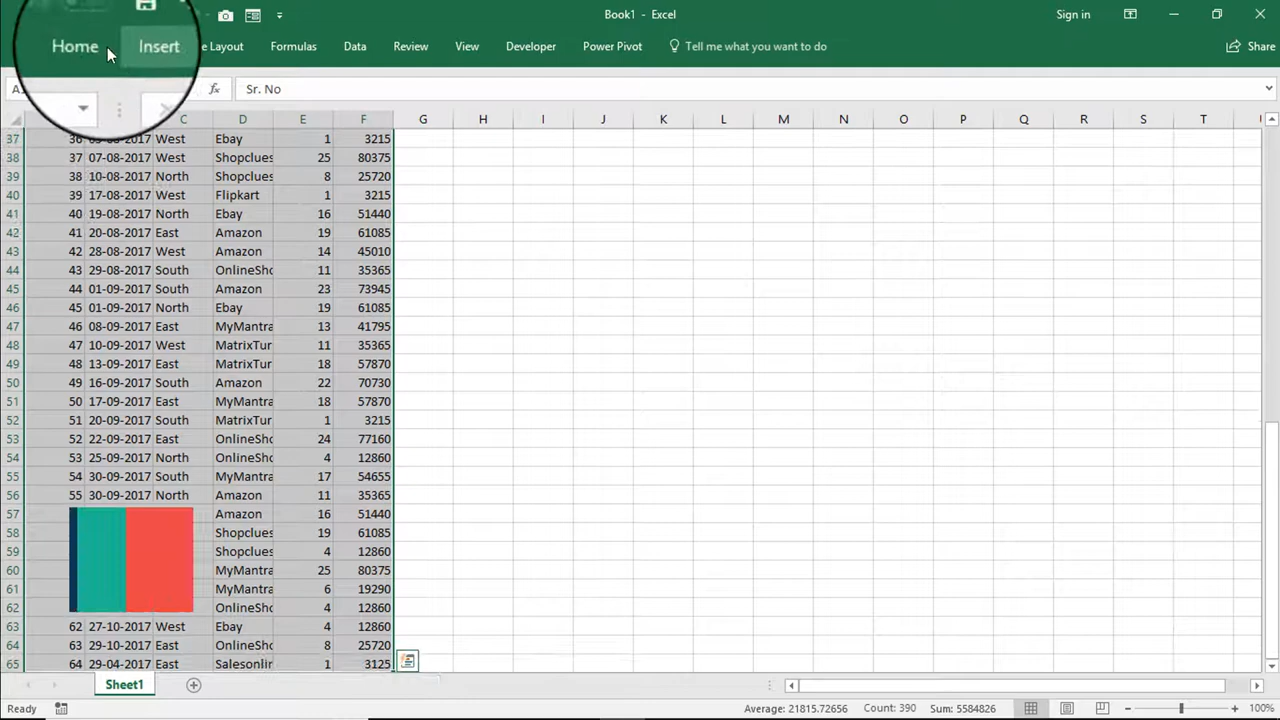 Book1 - Excel
Sign in
Home
Insert
e Layout
Formulas
Data
Review
View
Developer
Power Pivot
Tell me what you want to do
Share
fx
Sr. No
C D E F G H I J K L M N O P Q R S T
37 West Ebay 1 3215
38 37 07-08-2017 West Shopclues 25 80375
39 38 10-08-2017 North Shopclues 8 25720
40 39 17-08-2017 West Flipkart 1 3215
41 40 19-08-2017 North Ebay 16 51440
42 41 20-08-2017 East Amazon 19 61085
43 42 28-08-2017 West Amazon 14 45010
44 43 29-08-2017 South OnlineSho 11 35365
45 44 01-09-2017 South Amazon 23 73945
46 45 01-09-2017 North Ebay 19 61085
47 46 08-09-2017 East MyMantra 13 41795
48 47 10-09-2017 West MatrixTur 11 35365
49 48 13-09-2017 East MatrixTur 18 57870
50 49 16-09-2017 South Amazon 22 70730
51 50 17-09-2017 East MyMantra 18 57870
52 51 20-09-2017 South MatrixTur 1 3215
53 52 22-09-2017 East OnlineSho 24 77160
54 53 25-09-2017 North OnlineSho 4 12860
55 54 30-09-2017 South MyMantra 17 54655
56 55 30-09-2017 North Amazon 11 35365
57 Amazon 16 51440
58 Shopclues 19 61085
59 Shopclues 4 12860
60 MyMantra 25 80375
61 MyMantra 6 19290
62 OnlineSho 4 12860
63 62 27-10-2017 West Ebay 4 12860
64 63 29-10-2017 East OnlineSho 8 25720
65 64 29-04-2017 East Salesonlin 1 3125
Sheet1
Ready
Average: 21815.72656 Count: 390 Sum: 5584826
100%